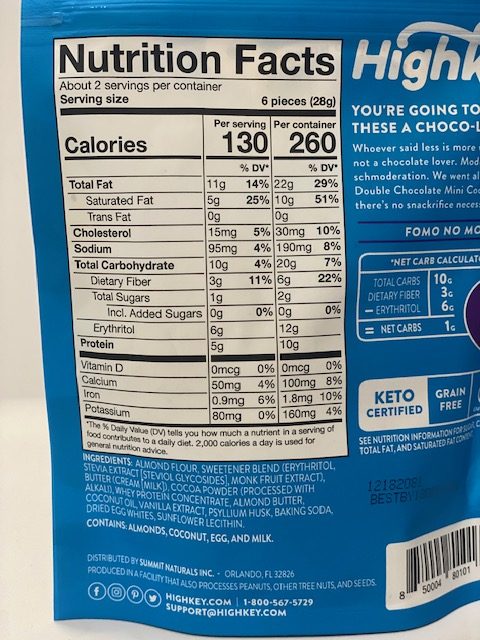 Nutrition Facts
About 2 servings per container
Serving size 6 pieces (28g)
Per serving Per container
Calories 130 260
% DV* % DV*
Total Fat 11g 14% 22g 29%
Saturated Fat 5g 25% 10g 51%
Trans Fat 0g 0g
Cholesterol 15mg 5% 30mg 10%
Sodium 95mg 4% 190mg 8%
Total Carbohydrate 10g 4% 20g 7%
Dietary Fiber 3g 11% 6g 22%
Total Sugars 1g 2g
Incl. Added Sugars 0g 0% 0g 0%
Erythritol 6g 12g
Protein 5g 10g
Vitamin D 0mcg 0% 0mcg 0%
Calcium 50mg 4% 100mg 8%
Iron 0.9mg 6% 1.8mg 10%
Potassium 80mg 0% 160mg 4%
*The % Daily Value (DV) tells you how much a nutrient in a serving of
food contributes to a daily diet. 2,000 calories a day is used for
general nutrition advice.
INGREDIENTS: ALMOND FLOUR, SWEETENER BLEND (ERYTHRITOL,
STEVIA EXTRACT [STEVIOL GLYCOSIDES], MONK FRUIT EXTRACT),
BUTTER (CREAM [MILK]), COCOA POWDER (PROCESSED WITH
ALKALI), WHEY PROTEIN CONCENTRATE, ALMOND BUTTER,
COCONUT OIL, VANILLA EXTRACT, PSYLLIUM HUSK, BAKING SODA,
DRIED EGG WHITES, SUNFLOWER LECITHIN.
CONTAINS: ALMONDS, COCONUT, EGG, AND MILK.
DISTRIBUTED BY SUMMIT NATURALS INC. - ORLANDO, FL 32826
PRODUCED IN A FACILITY THAT ALSO PROCESSES PEANUTS, OTHER TREE NUTS, AND SEEDS.
HIGHKEY.COM | 1-800-567-5729
SUPPORT@HIGHKEY.COM
HighK
YOU'RE GOING TO
THESE A CHOCO-L
Whoever said less is more
not a chocolate lover. Mod
schmoderation. We went al
Double Chocolate Mini Coo
there's no snackrifice neces
FOMO NO MO
*NET CARB CALCULAT
TOTAL CARBS 10G
DIETARY FIBER 3G
– ERYTHRITOL 6G
= NET CARBS 1G
KETO
CERTIFIED
GRAIN
FREE
SEE NUTRITION INFORMATION FOR
TOTAL FAT, AND SATURATED FAT CONTENT
BEST BY
8 50004 80101